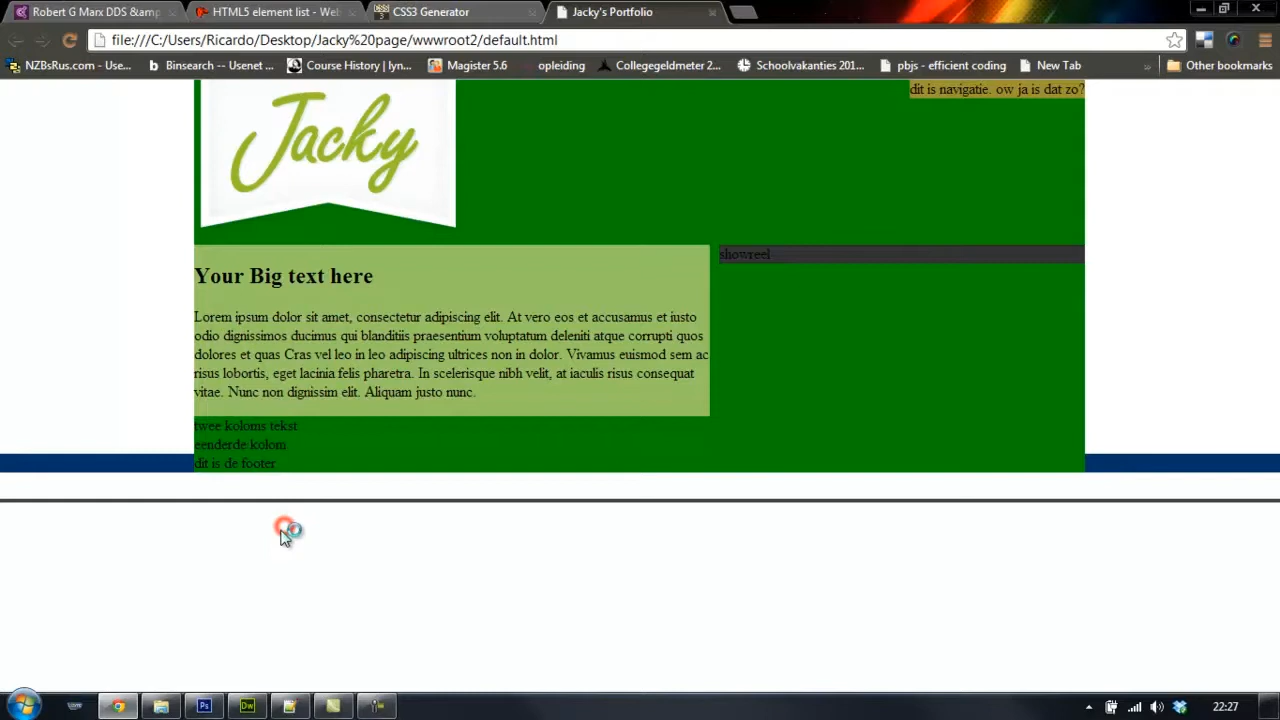 Robert G Marx DDS &amp
HTML5 element list - Wel
CSS3 Generator
Jacky's Portfolio
file:///C:/Users/Ricardo/Desktop/Jacky%20page/wwwroot2/default.html
NZBsRus.com - Use...
Binsearch -- Usenet ...
Course History | lyn...
Magister 5.6
opleiding
Collegegeldmeter 2...
Schoolvakanties 201...
pbjs - efficient coding
New Tab
»
Other bookmarks
dit is navigatie. ow ja is dat zo?
Jacky
Your Big text here
showreel
Lorem ipsum dolor sit amet, consectetur adipiscing elit. At vero eos et accusamus et iusto
odio dignissimos ducimus qui blanditiis praesentium voluptatum deleniti atque corrupti quos
dolores et quas Cras vel leo in leo adipiscing ultrices non in dolor. Vivamus euismod sem ac
risus lobortis, eget lacinia felis pharetra. In scelerisque nibh velit, at iaculis risus consequat
vitae. Nunc non dignissim elit. Aliquam justo nunc.
twee koloms tekst
eenderde kolom
dit is de footer
Ps
Dw
22:27